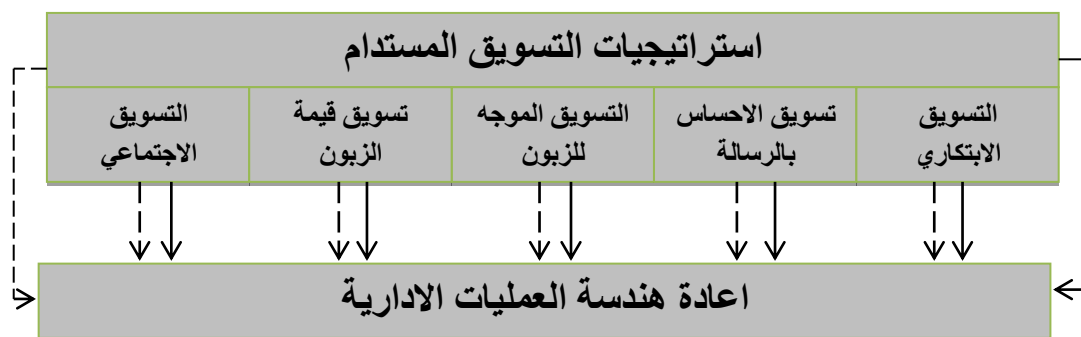 استراتيجيات التسويق المستدام
التسويق
الابتكاري
تسويق الاحساس
بالرسالة
التسويق الموجه
للزبون
تسويق قيمة
الزبون
التسويق
الاجتماعي
اعادة هندسة العمليات الادارية